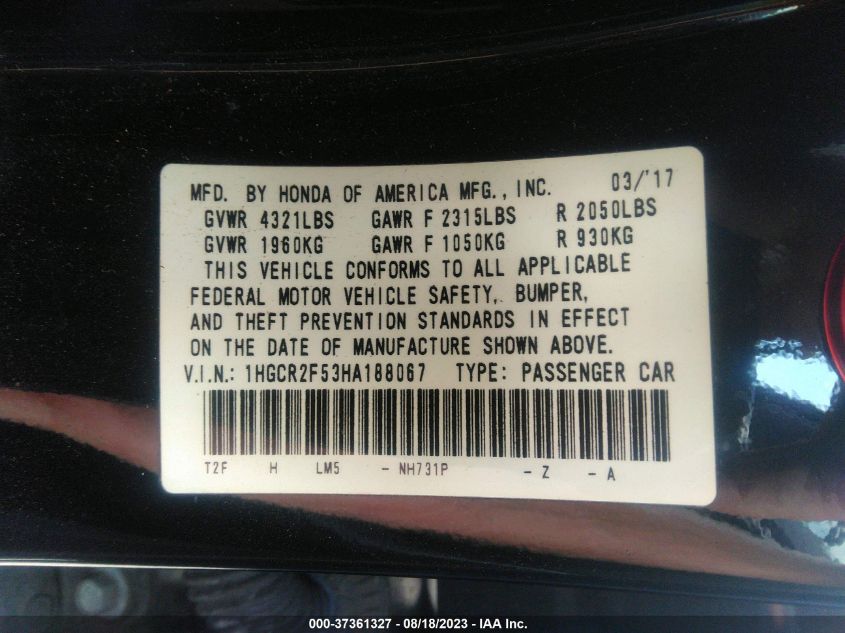 MFD. BY HONDA OF AMERICA MFG., INC. 03/'17
GVWR 4321LBS GAWR F 2315LBS R 2050LBS
GVWR 1960KG GAWR F 1050KG R 930KG
THIS VEHICLE CONFORMS TO ALL APPLICABLE
FEDERAL MOTOR VEHICLE SAFETY, BUMPER,
AND THEFT PREVENTION STANDARDS IN EFFECT
ON THE DATE OF MANUFACTURE SHOWN ABOVE.
V.I.N.: 1HGCR2F53HA188067 TYPE: PASSENGER CAR
T2F H LM5 - NH731P - Z - A
000-37361327 - 08/18/2023 - IAA Inc.